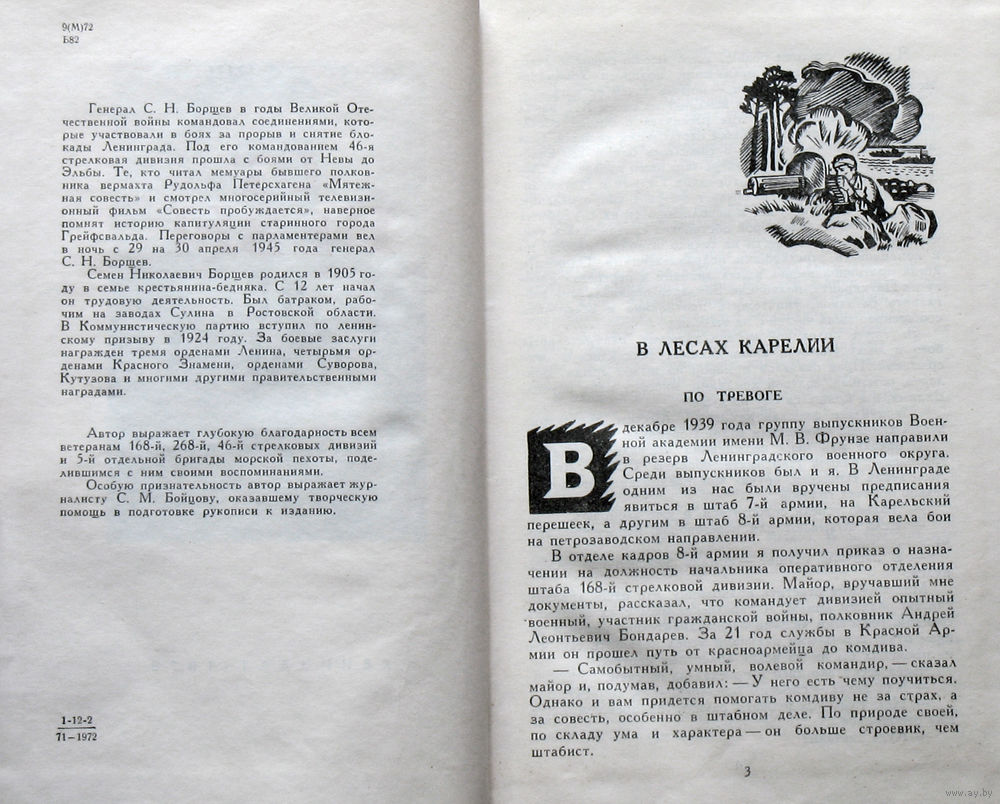 9(М)72
Б82
Генерал С. Н. Борщев в годы Великой Оте-
чественной войны командовал соединениями, кото-
рые участвовали в боях за прорыв и снятие бло-
кады Ленинграда. Под его командованием 46-я
стрелковая дивизия прошла с боями от Невы до
Эльбы. Те, кто читал мемуары бывшего полков-
ника вермахта Рудольфа Петерсхагена «Мятеж-
ная совесть» и смотрел многосерийный телевизи-
онный фильм «Совесть пробуждается», наверное
помнят историю капитуляции старинного города
Грейфсвальда. Переговоры с парламентерами вел
в ночь с 29 на 30 апреля 1945 года генерал
С. Н. Борщев.
Семен Николаевич Борщев родился в 1905 го-
ду в семье крестьянина-бедняка. С 12 лет начал
он трудовую деятельность. Был батраком, рабо-
чим на заводах Сулина в Ростовской области.
В Коммунистическую партию вступил по ленин-
скому призыву в 1924 году. За боевые заслуги
награжден тремя орденами Ленина, четырьмя ор-
денами Красного Знамени, орденами Суворова,
Кутузова и многими другими правительственными
наградами.
Автор выражает глубокую благодарность всем
ветеранам 168-й, 268-й, 46-й стрелковых дивизий
и 5-й отдельной бригады морской пехоты, поде-
лившимся с ним своими воспоминаниями.
Особую признательность автор выражает жур-
налисту С. М. Бойцову, оказавшему творческую
помощь в подготовке рукописи к изданию.
1-12-2
71—1972
В ЛЕСАХ КАРЕЛИИ
ПО ТРЕВОГЕ
В декабре 1939 года группу выпускников Воен-
ной академии имени М. В. Фрунзе направили
в резерв Ленинградского военного округа.
Среди выпускников был и я. В Ленинграде
одним из нас были вручены предписания
явиться в штаб 7-й армии, на Карельский
перешеек, а другим в штаб 8-й армии, которая вела бои
на петрозаводском направлении.
В отделе кадров 8-й армии я получил приказ о назна-
чении на должность начальника оперативного отделения
штаба 168-й стрелковой дивизии. Майор, вручавший мне
документы, рассказал, что командует дивизией опытный
военный, участник гражданской войны, полковник Андрей
Леонтьевич Бондарев. За 21 год службы в Красной Ар-
мии он прошел путь от красноармейца до комдива.
— Самобытный, умный, волевой командир, — сказал
майор и, подумав, добавил: — У него есть чему поучиться.
Однако и вам придется помогать комдиву не за страх, а
за совесть, особенно в штабном деле. По природе своей,
по складу ума и характера — он больше строевик, чем
штабист.
3
www.ay.by